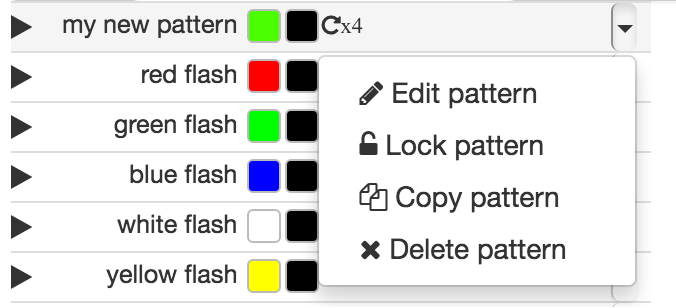 my new pattern x4
red flash
Edit pattern
green flash
Lock pattern
blue flash
Copy pattern
white flash
Delete pattern
yellow flash